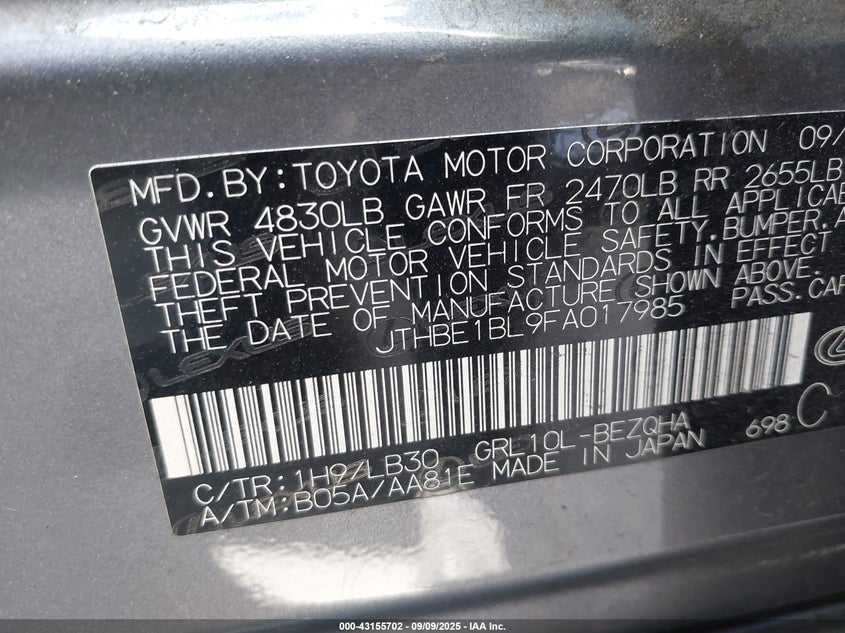 MFD.BY:TOYOTA MOTOR CORPORATION 09/
GVWR 4830LB GAWR FR 2470LB RR 2655LB
THIS VEHICLE CONFORMS TO ALL APPLICAB
FEDERAL MOTOR VEHICLE SAFETY,BUMPER,A
THEFT PREVENTION STANDARDS IN EFFECT
THE DATE OF MANUFACTURE SHOWN ABOVE.
JTHBE1BL9FA017985 PASS.CAR
C/TR:1H9/LB30 GRL10L-BEZQHA 698 C
A/TM:B05A/AA81E MADE IN JAPAN
000-43155702 - 09/09/2025 - IAA Inc.